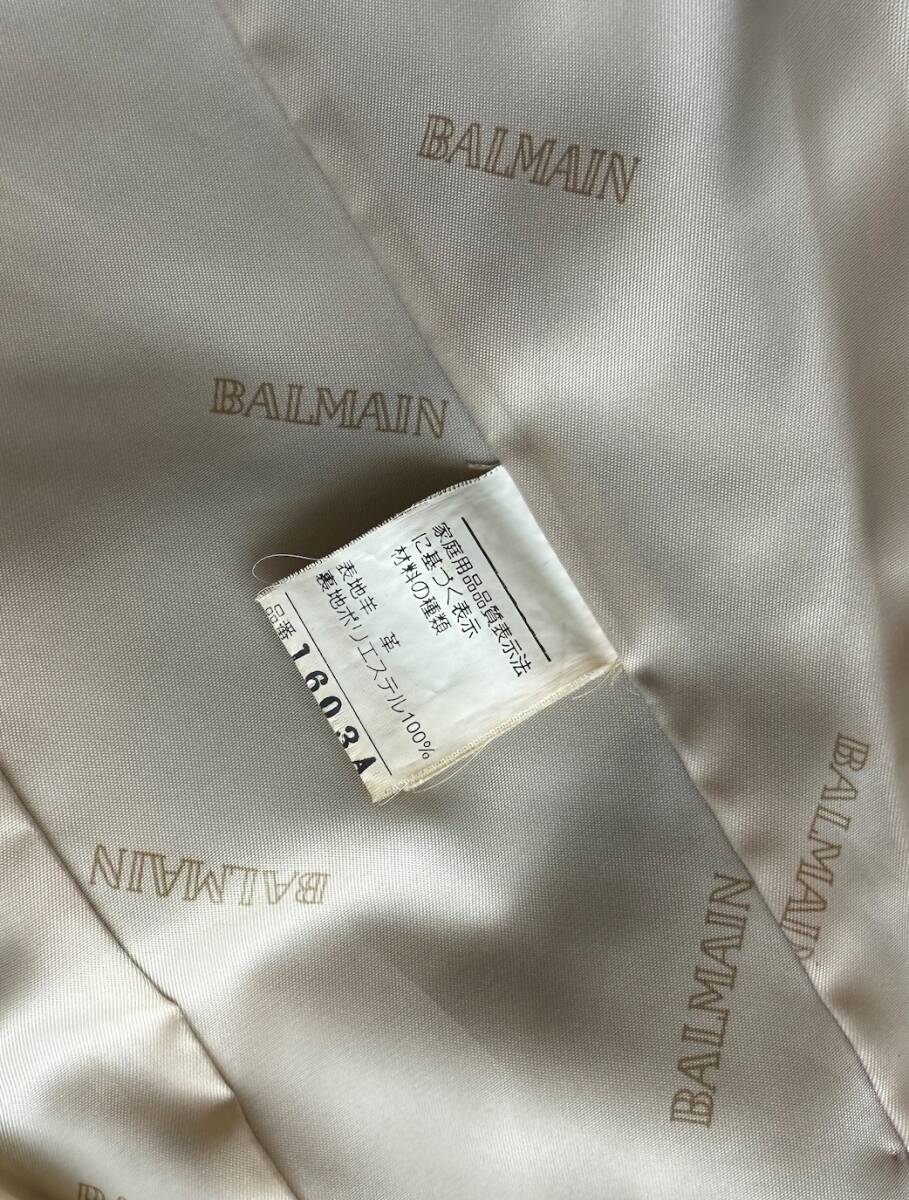 BALMAIN
BALMAIN
家庭用品品質表示法
に基づく表示
材料の種類
表地羊 革
裏地ポリエステル100%
品番 1603A
BALMAIN
BALMAIN
BALMAIN